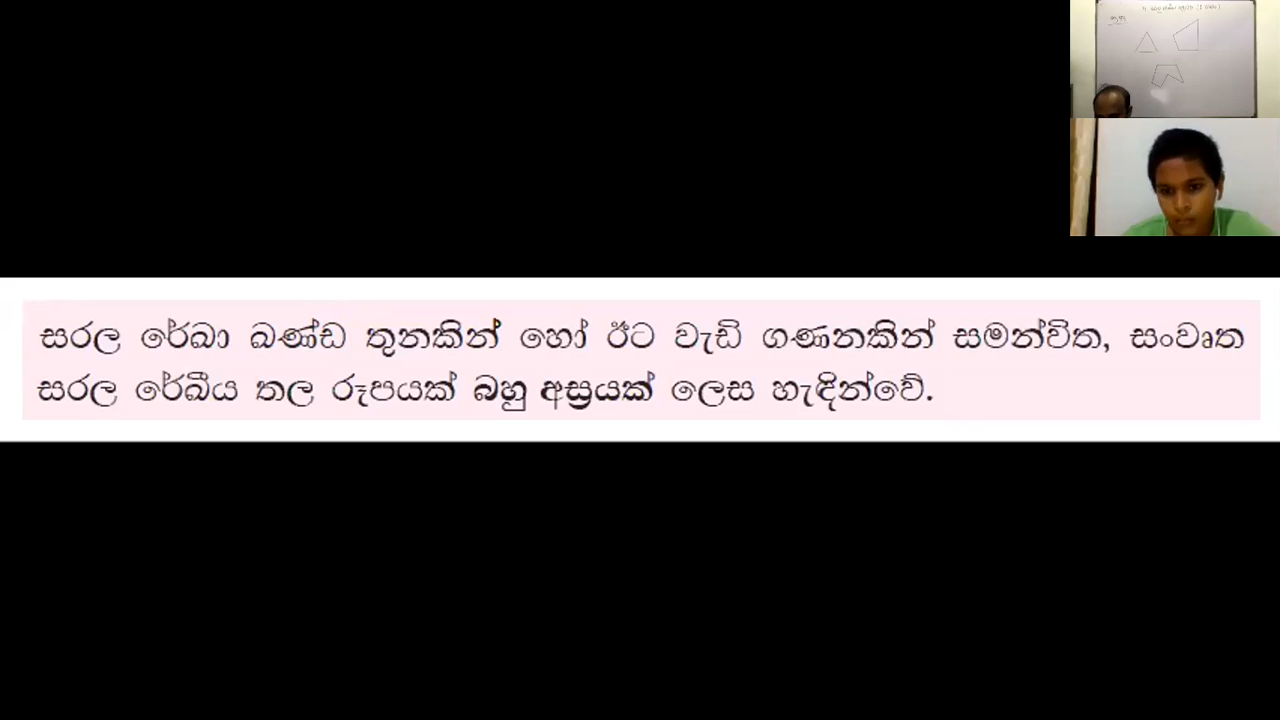 සරල රේඛා ඛණ්ඩ තුනකින් හෝ ඊට වැඩි ගණනකින් සමන්විත, සංවෘත
සරල රේඛීය තල රූපයක් බහු අස්‍රයක් ලෙස හැඳින්වේ.